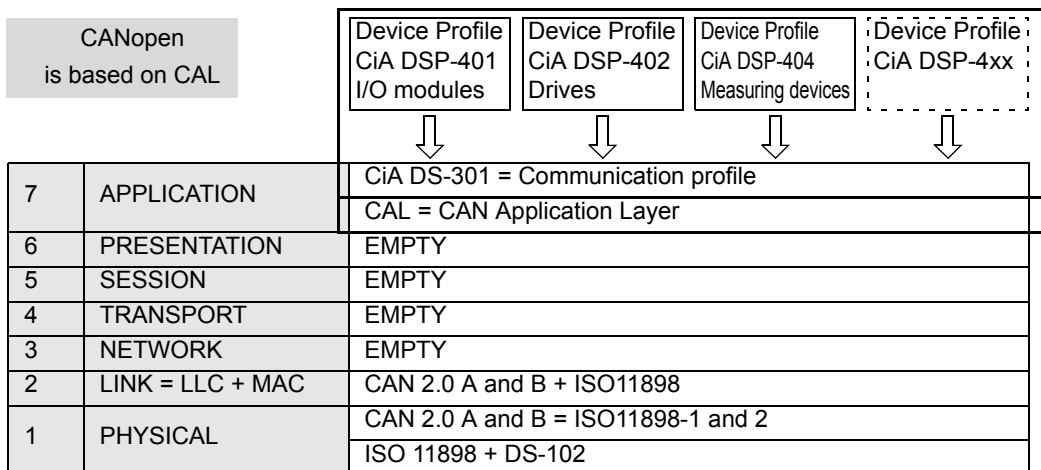 CANopen
is based on CAL
Device Profile
CiA DSP-401
I/O modules
Device Profile
CiA DSP-402
Drives
Device Profile
CiA DSP-404
Measuring devices
Device Profile
CiA DSP-4xx
7 APPLICATION
CiA DS-301 = Communication profile
CAL = CAN Application Layer
6 PRESENTATION EMPTY
5 SESSION EMPTY
4 TRANSPORT EMPTY
3 NETWORK EMPTY
2 LINK = LLC + MAC CAN 2.0 A and B + ISO11898
1 PHYSICAL
CAN 2.0 A and B = ISO11898-1 and 2
ISO 11898 + DS-102